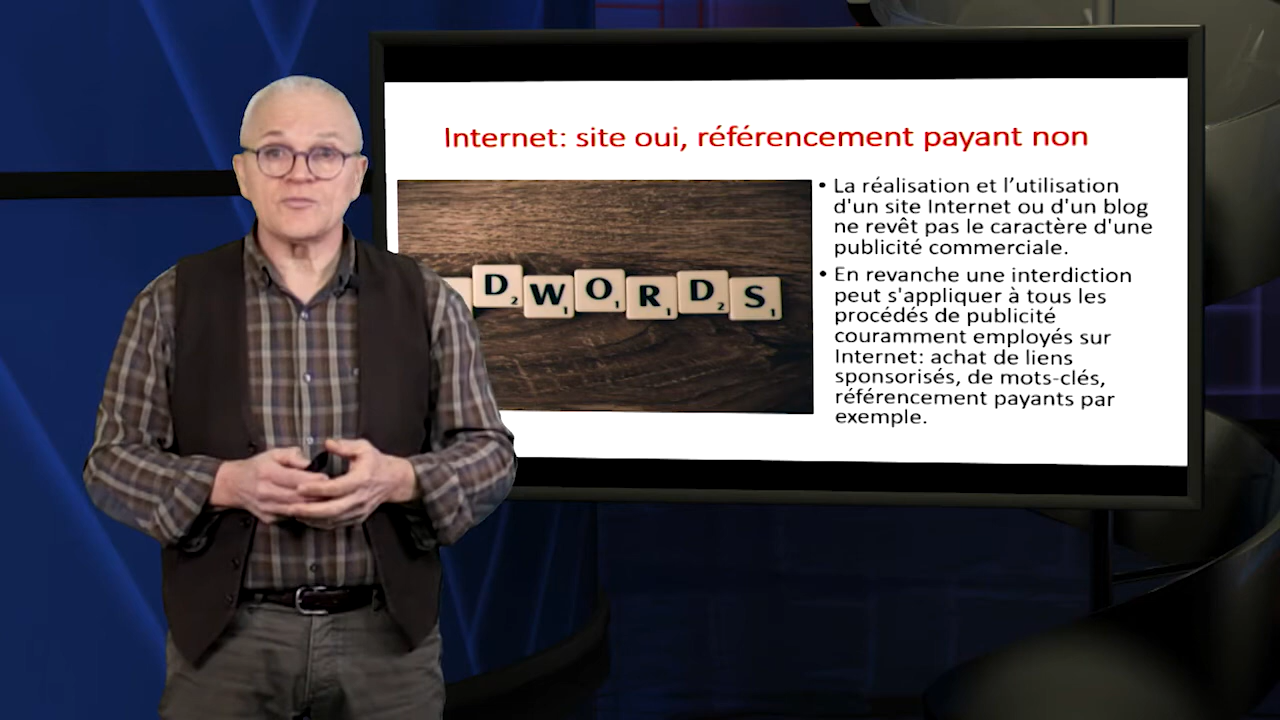 Internet: site oui, référencement payant non
DWORDS
• La réalisation et l’utilisation
d'un site Internet ou d'un blog
ne revêt pas le caractère d'une
publicité commerciale.
• En revanche une interdiction
peut s'appliquer à tous les
procédés de publicité
couramment employés sur
Internet: achat de liens
sponsorisés, de mots-clés,
référencement payants par
exemple.